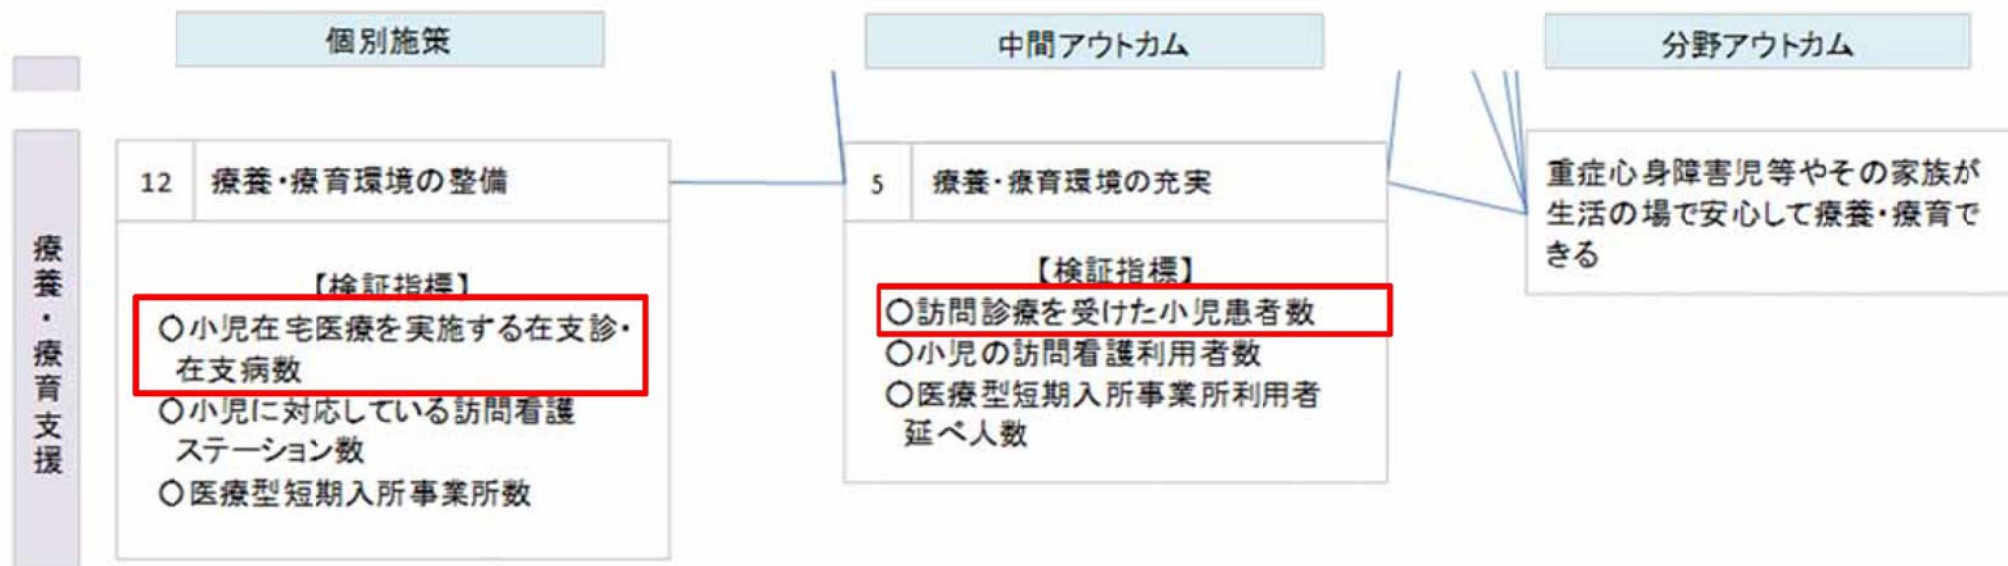 個別施策
中間アウトカム
分野アウトカム
療養・療育支援
12 療養・療育環境の整備
【検証指標】
○小児在宅医療を実施する在支診・
在支病数
○小児に対応している訪問看護
ステーション数
○医療型短期入所事業所数
5 療養・療育環境の充実
【検証指標】
○訪問診療を受けた小児患者数
○小児の訪問看護利用者数
○医療型短期入所事業所利用者
延べ人数
重症心身障害児等やその家族が
生活の場で安心して療養・療育で
きる